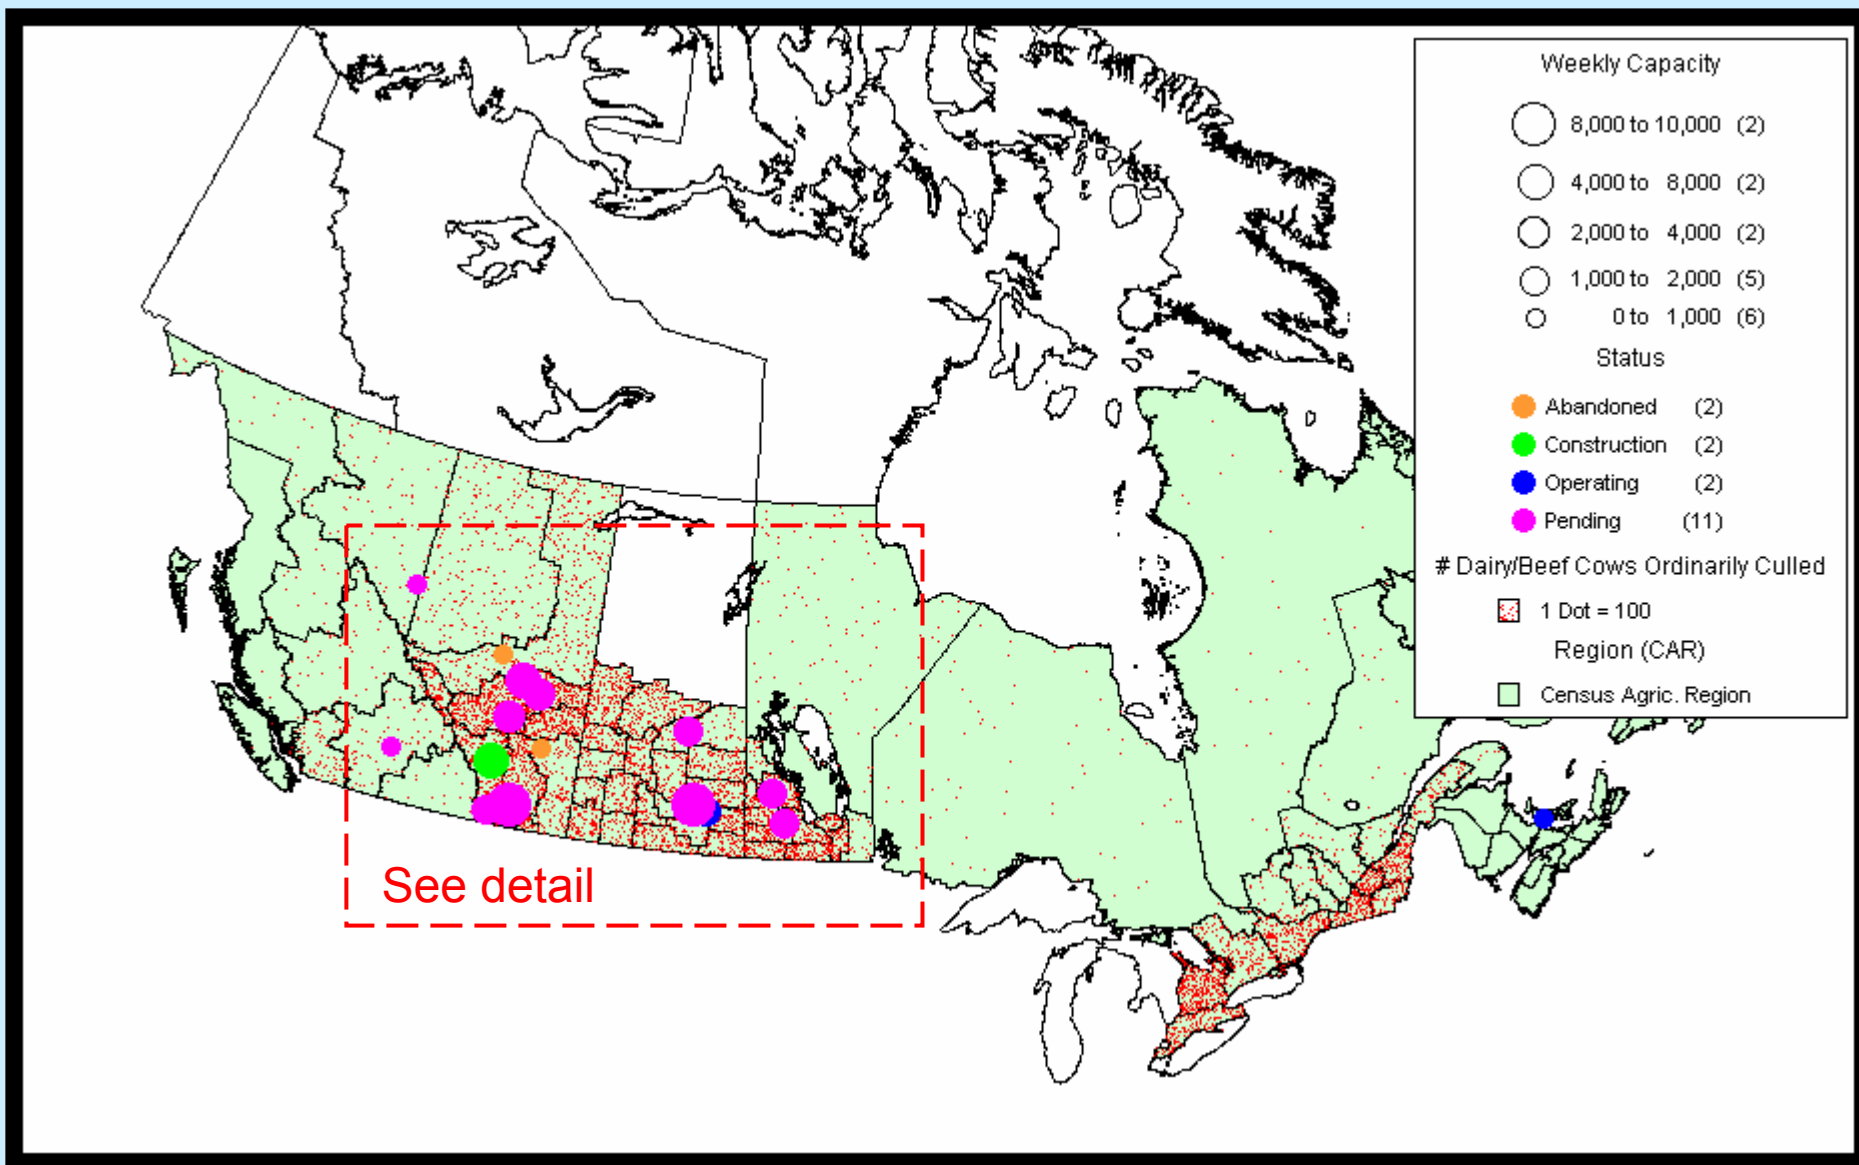 Weekly Capacity
8,000 to 10,000 (2)
4,000 to 8,000 (2)
2,000 to 4,000 (2)
1,000 to 2,000 (5)
0 to 1,000 (6)
Status
Abandoned (2)
Construction (2)
Operating (2)
Pending (11)
# Dairy/Beef Cows Ordinarily Culled
1 Dot = 100
Region (CAR)
Census Agric. Region
See detail